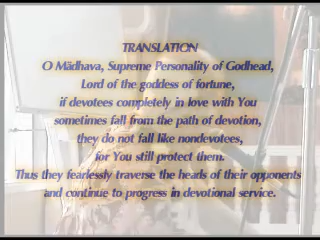 TRANSLATION
O Mādhava, Supreme Personality of Godhead,
Lord of the goddess of fortune,
if devotees completely in love with You
sometimes fall from the path of devotion,
they do not fall like nondevotees,
for You still protect them.
Thus they fearlessly traverse the heads of their opponents
and continue to progress in devotional service.